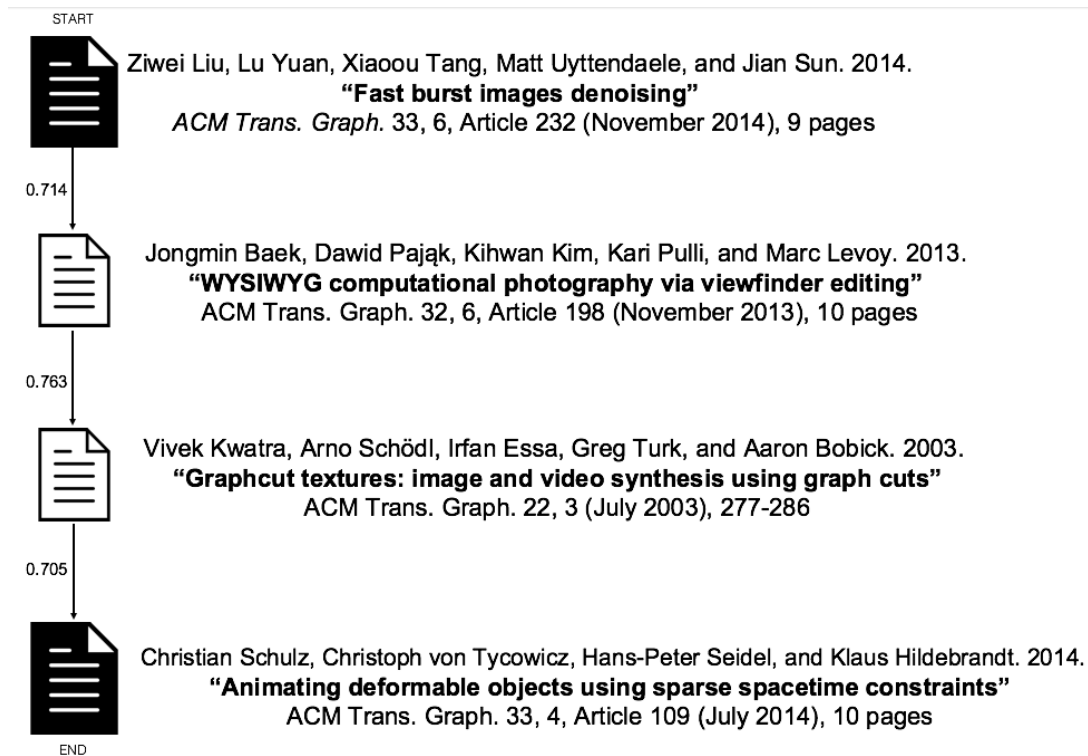 START
Ziwei Liu, Lu Yuan, Xiaoou Tang, Matt Uyttendaele, and Jian Sun. 2014.
“Fast burst images denoising”
ACM Trans. Graph. 33, 6, Article 232 (November 2014), 9 pages
0.714
Jongmin Baek, Dawid Pająk, Kihwan Kim, Kari Pulli, and Marc Levoy. 2013.
“WYSIWYG computational photography via viewfinder editing”
ACM Trans. Graph. 32, 6, Article 198 (November 2013), 10 pages
0.763
Vivek Kwatra, Arno Schödl, Irfan Essa, Greg Turk, and Aaron Bobick. 2003.
“Graphcut textures: image and video synthesis using graph cuts”
ACM Trans. Graph. 22, 3 (July 2003), 277-286
0.705
Christian Schulz, Christoph von Tycowicz, Hans-Peter Seidel, and Klaus Hildebrandt. 2014.
“Animating deformable objects using sparse spacetime constraints”
ACM Trans. Graph. 33, 4, Article 109 (July 2014), 10 pages
END